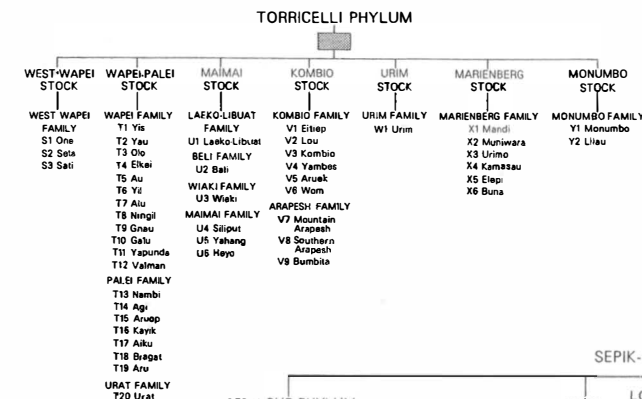 TORRICELLI PHYLUM
WEST-WAPEI STOCK
WEST WAPEI FAMILY
S1 One
S2 Seta
S3 Seti
WAPEI-PALEI STOCK
WAPEI FAMILY
T1 Yis
T2 Yau
T3 Olo
T4 Elkei
T5 Au
T6 Yil
T7 Alu
T8 Ningil
T9 Gnau
T10 Galu
T11 Yapunda
T12 Valman
PALEI FAMILY
T13 Nambi
T14 Agi
T15 Aruop
T16 Kayik
T17 Aiku
T18 Bragat
T19 Aru
URAT FAMILY
T20 Urat
MAIMAI STOCK
LAEKO-LIBUAT FAMILY
U1 Laeko-Libuat
BELI FAMILY
U2 Bali
WIAKI FAMILY
U3 Wiaki
MAIMAI FAMILY
U4 Siliput
U5 Yahang
U6 Heyo
KOMBIO STOCK
KOMBIO FAMILY
V1 Eitiep
V2 Lou
V3 Kombio
V4 Yambes
V5 Aruek
V6 Wom
ARAPESH FAMILY
V7 Mountain Arapesh
V8 Southern Arapesh
V9 Bumbita
URIM STOCK
URIM FAMILY
W1 Urim
MARIENBERG STOCK
MARIENBERG FAMILY
X1 Mandi
X2 Muniwara
X3 Urimo
X4 Kamasau
X5 Elepi
X6 Buna
MONUMBO STOCK
MONUMBO FAMILY
Y1 Monumbo
Y2 Lilau
SEPIK-